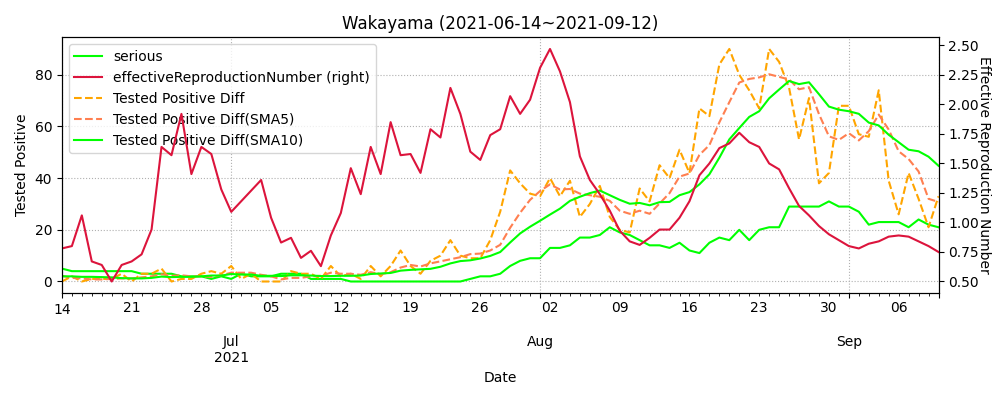 Wakayama (2021-06-14~2021-09-12)
serious
effectiveReproductionNumber (right)
Tested Positive Diff
Tested Positive Diff(SMA5)
Tested Positive Diff(SMA10)
Tested Positive
80
60
40
20
0
2.50
2.25
2.00
1.75
1.50
1.25
1.00
0.75
0.50
Effective Reproduction Number
14 21 28 05 12 19 26 02 09 16 23 30 06
Jul Aug Sep
2021
Date